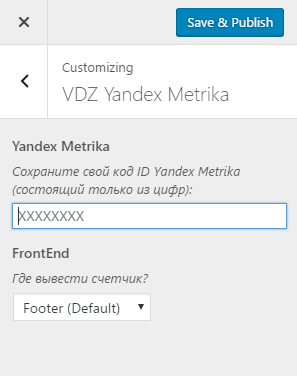 Save & Publish
Customizing
VDZ Yandex Metrika
Yandex Metrika
Сохраните свой код ID Yandex Metrika
(состоящий только из цифр):
XXXXXXXX
FrontEnd
Где вывести счетчик?
Footer (Default)